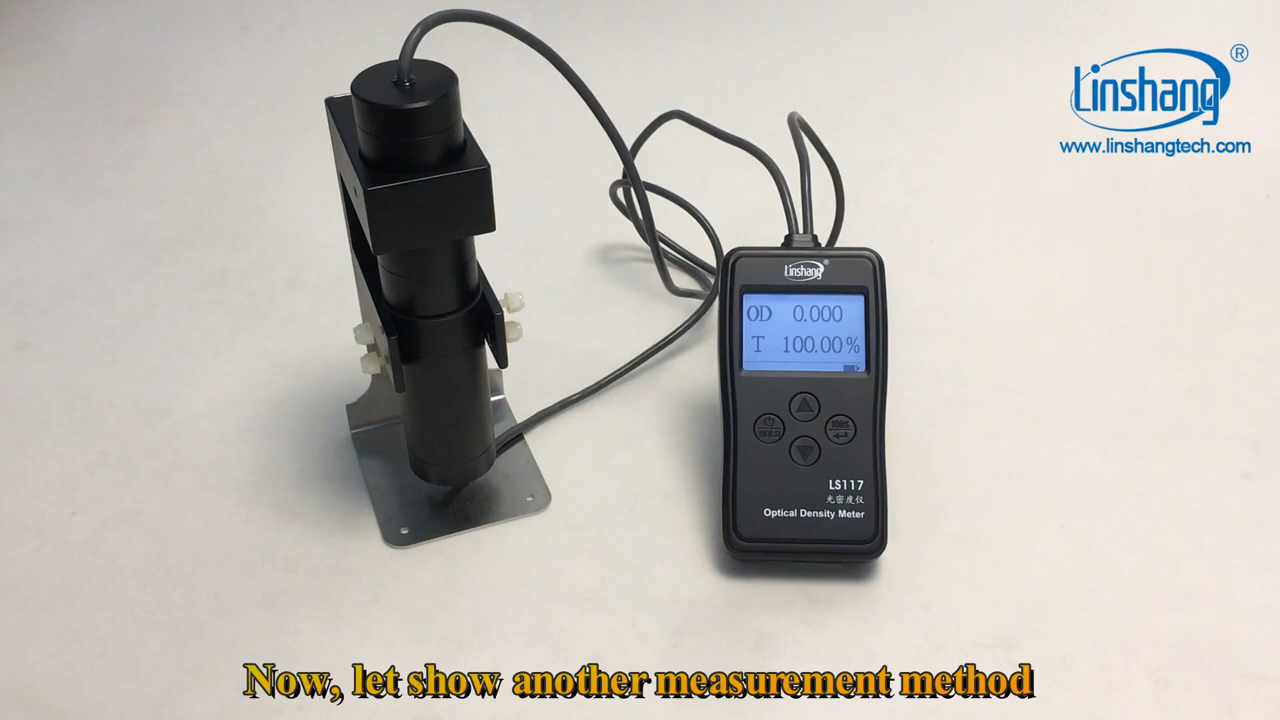 Linshang®
www.linshangtech.com
Linshang®
OD 0.000
T 100.00%
HOLD
LS117
光密度仪
Optical Density Meter
Now, let show another measurement method